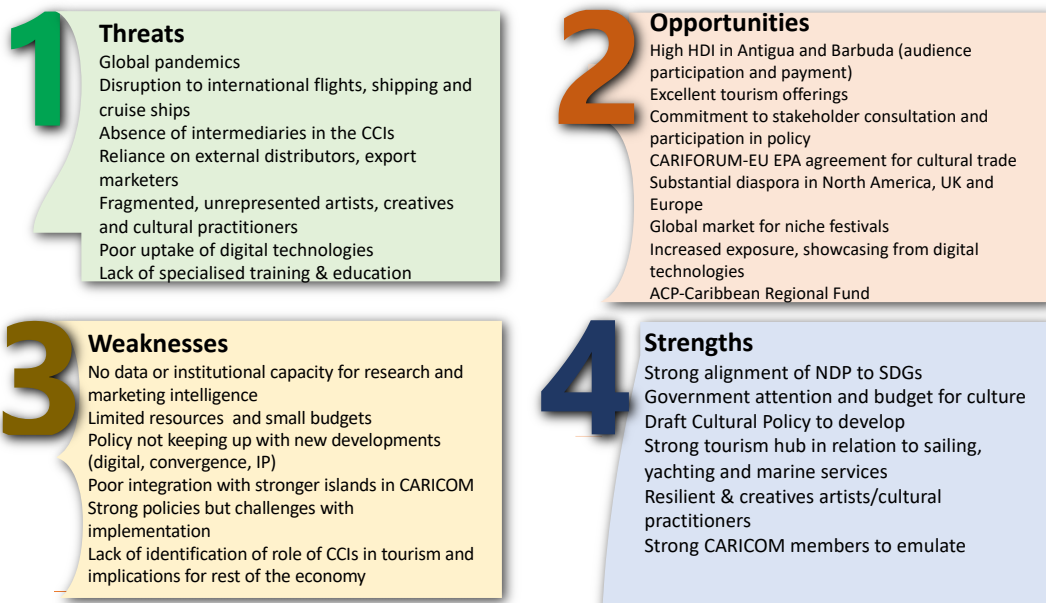 1
Threats
Global pandemics
Disruption to international flights, shipping and
cruise ships
Absence of intermediaries in the CCIs
Reliance on external distributors, export
marketers
Fragmented, unrepresented artists, creatives
and cultural practitioners
Poor uptake of digital technologies
Lack of specialised training & education
2
Opportunities
High HDI in Antigua and Barbuda (audience
participation and payment)
Excellent tourism offerings
Commitment to stakeholder consultation and
participation in policy
CARIFORUM-EU EPA agreement for cultural trade
Substantial diaspora in North America, UK and
Europe
Global market for niche festivals
Increased exposure, showcasing from digital
technologies
ACP-Caribbean Regional Fund
3
Weaknesses
No data or institutional capacity for research and
marketing intelligence
Limited resources and small budgets
Policy not keeping up with new developments
(digital, convergence, IP)
Poor integration with stronger islands in CARICOM
Strong policies but challenges with
implementation
Lack of identification of role of CCIs in tourism and
implications for rest of the economy
4
Strengths
Strong alignment of NDP to SDGs
Government attention and budget for culture
Draft Cultural Policy to develop
Strong tourism hub in relation to sailing,
yachting and marine services
Resilient & creatives artists/cultural
practitioners
Strong CARICOM members to emulate